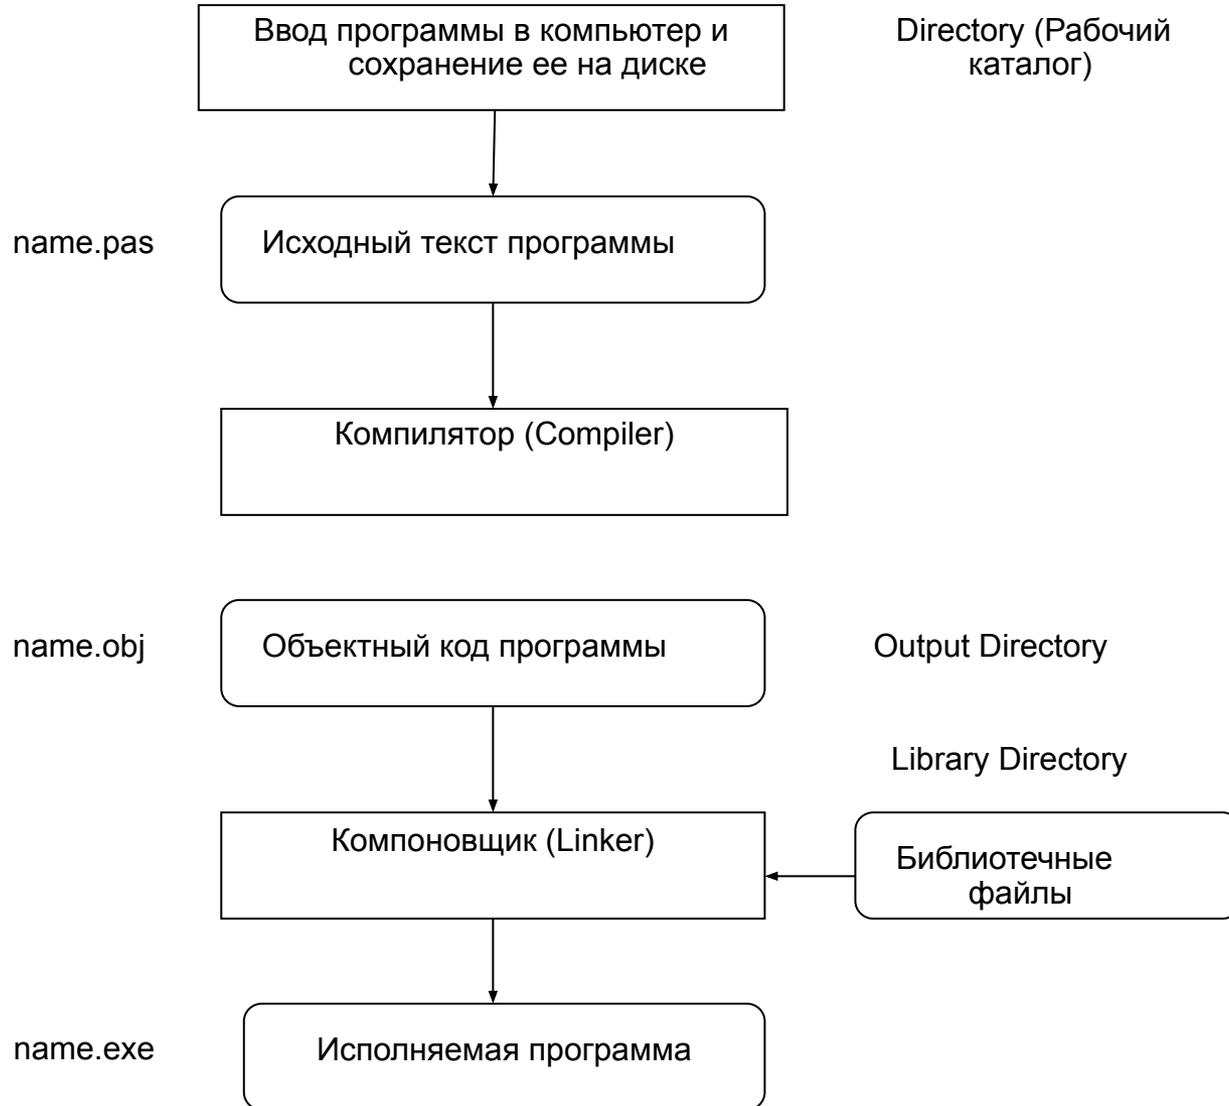 Ввод программы в компьютер и
сохранение ее на диске
Directory (Рабочий
каталог)
name.pas
Исходный текст программы
Компилятор (Compiler)
name.obj
Объектный код программы
Output Directory
Library Directory
Компоновщик (Linker)
Библиотечные
файлы
name.exe
Исполняемая программа